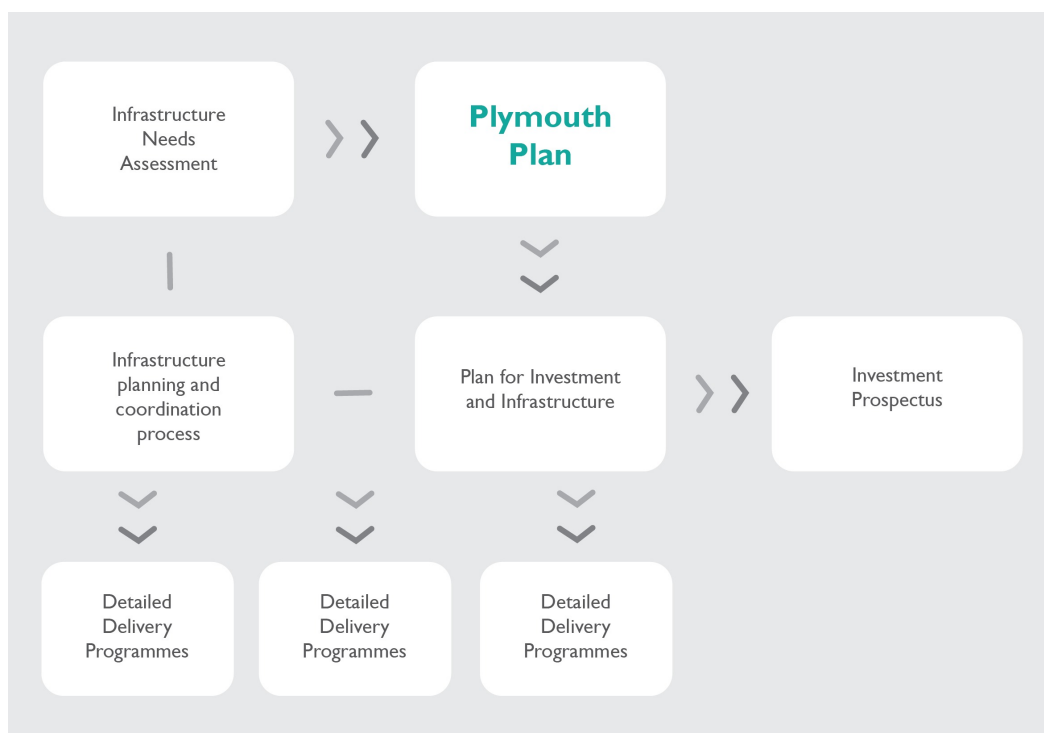 Infrastructure
Needs
Assessment
Plymouth
Plan
Infrastructure
planning and
coordination
process
Plan for Investment
and Infrastructure
Investment
Prospectus
Detailed
Delivery
Programmes
Detailed
Delivery
Programmes
Detailed
Delivery
Programmes